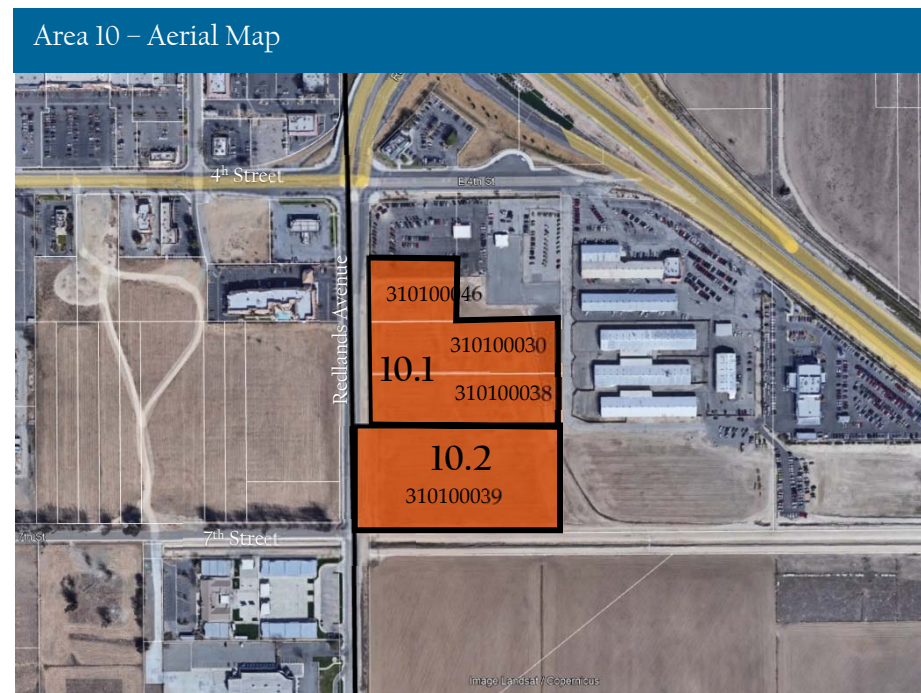 Area 10 – Aerial Map
4th Street
E 4th St
Redlands Avenue
310100046
310100030
10.1
310100038
10.2
310100039
7th St
7th Street
Image Landsat / Copernicus